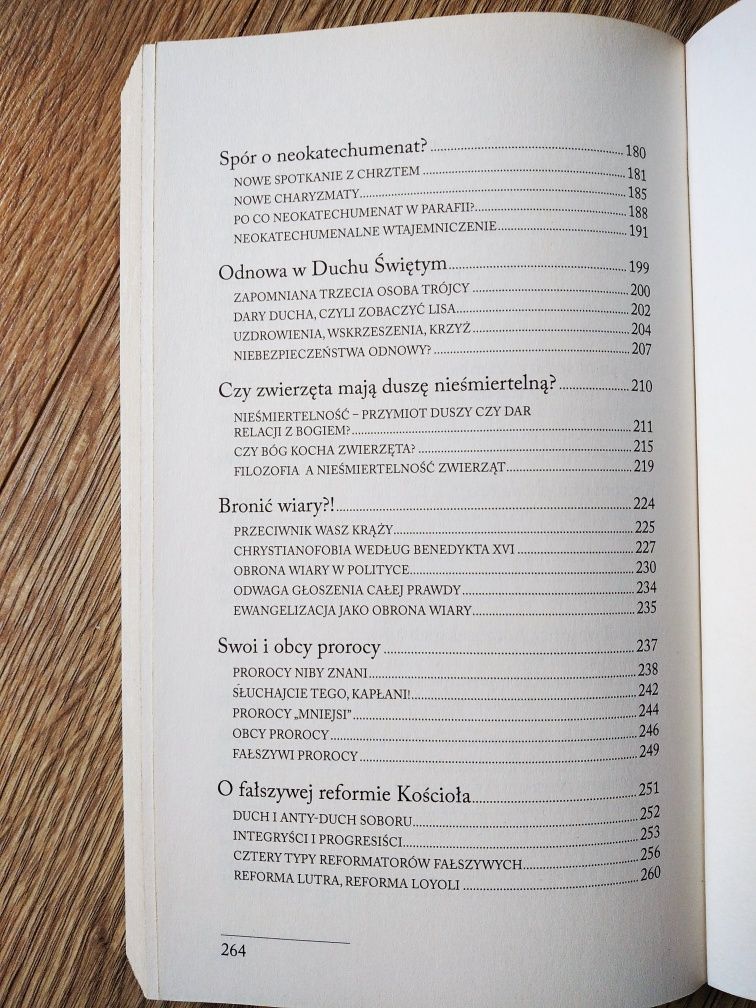 Spór o neokatechumenat? 180
NOWE SPOTKANIE Z CHRZTEM 181
NOWE CHARYZMATY 185
PO CO NEOKATECHUMENAT W PARAFII? 188
NEOKATECHUMENALNE WTAJEMNICZENIE 191
Odnowa w Duchu Świętym 199
ZAPOMNIANA TRZECIA OSOBA TRÓJCY 200
DARY DUCHA, CZYLI ZOBACZYĆ LISA 202
UZDROWIENIA, WSKRZESZENIA, KRZYŻ 204
NIEBEZPIECZEŃSTWA ODNOWY? 207
Czy zwierzęta mają duszę nieśmiertelną? 210
NIEŚMIERTELNOŚĆ – PRZYMIOT DUSZY CZY DAR
RELACJI Z BOGIEM? 211
CZY BÓG KOCHA ZWIERZĘTA? 215
FILOZOFIA A NIEŚMIERTELNOŚĆ ZWIERZĄT 219
Bronić wiary?! 224
PRZECIWNIK WASZ KRĄŻY 225
CHRYSTIANOFOBIA WEDŁUG BENEDYKTA XVI 227
OBRONA WIARY W POLITYCE 230
ODWAGA GŁOSZENIA CAŁEJ PRAWDY 234
EWANGELIZACJA JAKO OBRONA WIARY 235
Swoi i obcy prorocy 237
PROROCY NIBY ZNANI 238
SŁUCHAJCIE TEGO, KAPŁANI! 242
PROROCY „MNIEJSI” 244
OBCY PROROCY 246
FAŁSZYWI PROROCY 249
O fałszywej reformie Kościoła 251
DUCH I ANTY-DUCH SOBORU 252
INTEGRYŚCI I PROGRESIŚCI 253
CZTERY TYPY REFORMATORÓW FAŁSZYWYCH 256
REFORMA LUTRA, REFORMA LOYOLI 260
264